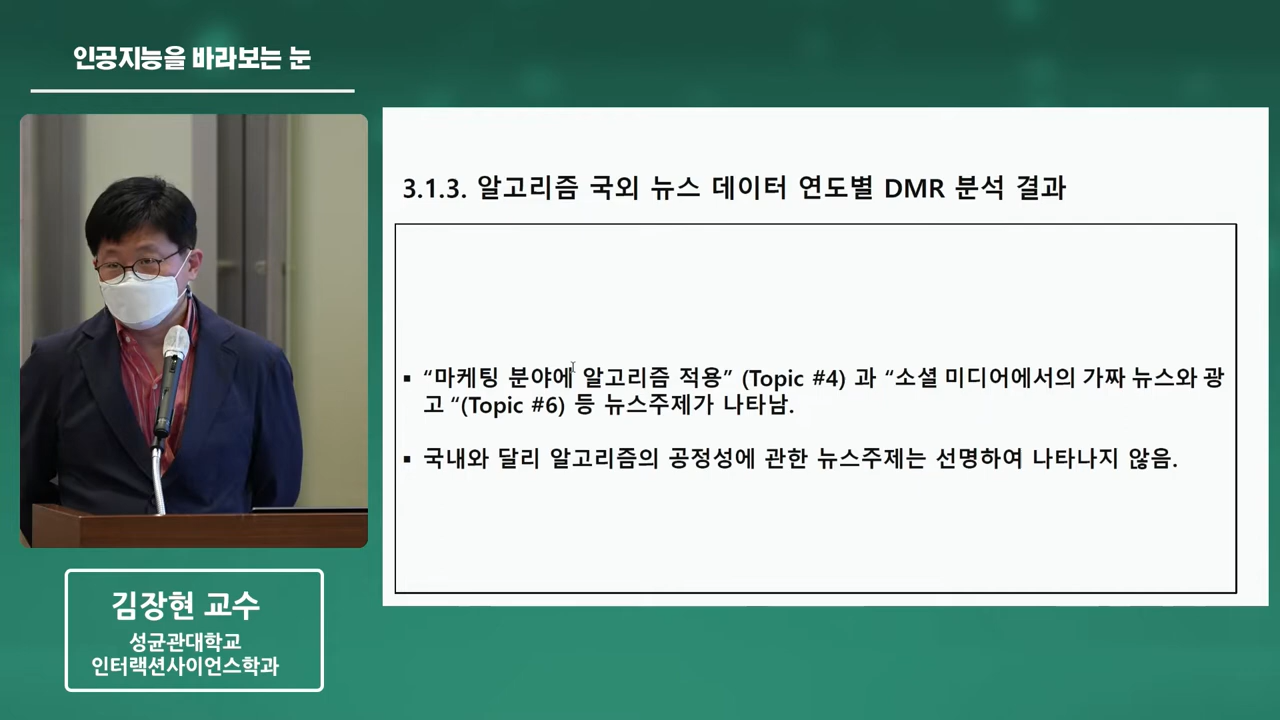 인공지능을 바라보는 눈
3.1.3. 알고리즘 국외 뉴스 데이터 연도별 DMR 분석 결과
▪ “마케팅 분야에 알고리즘 적용” (Topic #4) 과 “소셜 미디어에서의 가짜 뉴스와 광
고 “(Topic #6) 등 뉴스주제가 나타남.
▪ 국내와 달리 알고리즘의 공정성에 관한 뉴스주제는 선명하여 나타나지 않음.
김장현 교수
성균관대학교
인터랙션사이언스학과